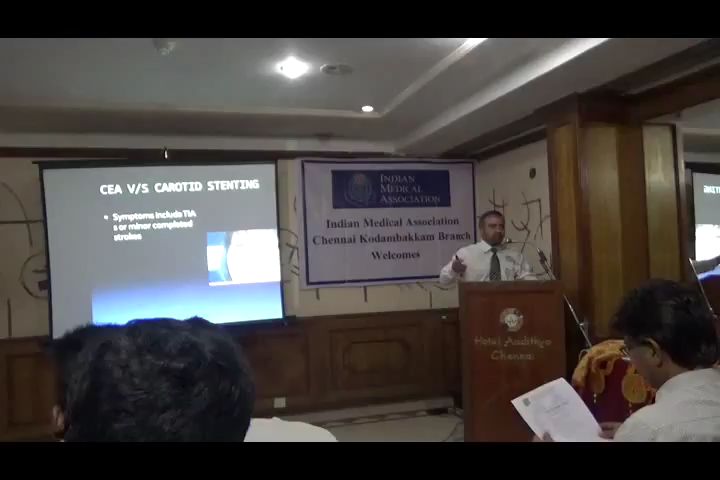 CEA V/S CAROTID STENTING
Symptoms include TIA
s or minor completed
strokes
INDIAN
MEDICAL
ASSOCIATION
Indian Medical Association
Chennai Kodambakkam Branch
Welcomes
Hotel Aadithya
Chennai